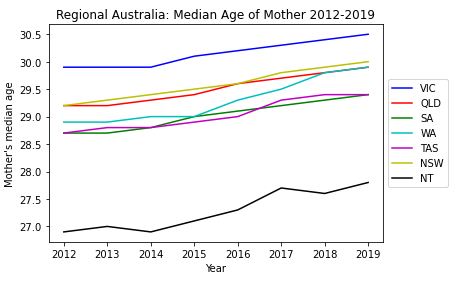 Regional Australia: Median Age of Mother 2012-2019
Mother's median age
30.5
30.0
29.5
29.0
28.5
28.0
27.5
27.0
2012 2013 2014 2015 2016 2017 2018 2019
Year
VIC
QLD
SA
WA
TAS
NSW
NT